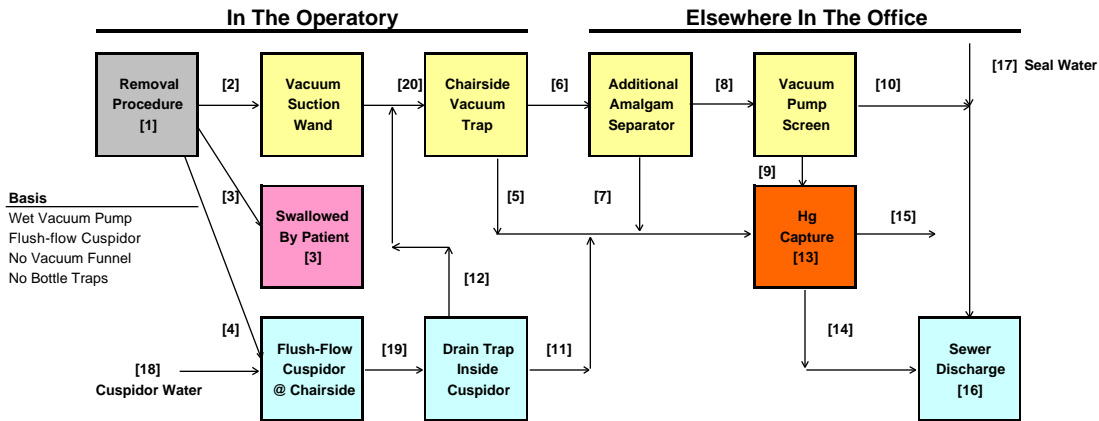 In The Operatory
Elsewhere In The Office
Removal
Procedure
[1]
[2]
Vacuum
Suction
Wand
[20]
Chairside
Vacuum
Trap
[6]
Additional
Amalgam
Separator
[8]
Vacuum
Pump
Screen
[10]
[17] Seal Water
[3]
Swallowed
By Patient
[3]
[5]
[7]
[9]
Hg
Capture
[13]
[15]
Basis
Wet Vacuum Pump
Flush-flow Cuspidor
No Vacuum Funnel
No Bottle Traps
[12]
[4]
[18]
Cuspidor Water
Flush-Flow
Cuspidor
@ Chairside
[19]
Drain Trap
Inside
Cuspidor
[11]
[14]
Sewer
Discharge
[16]